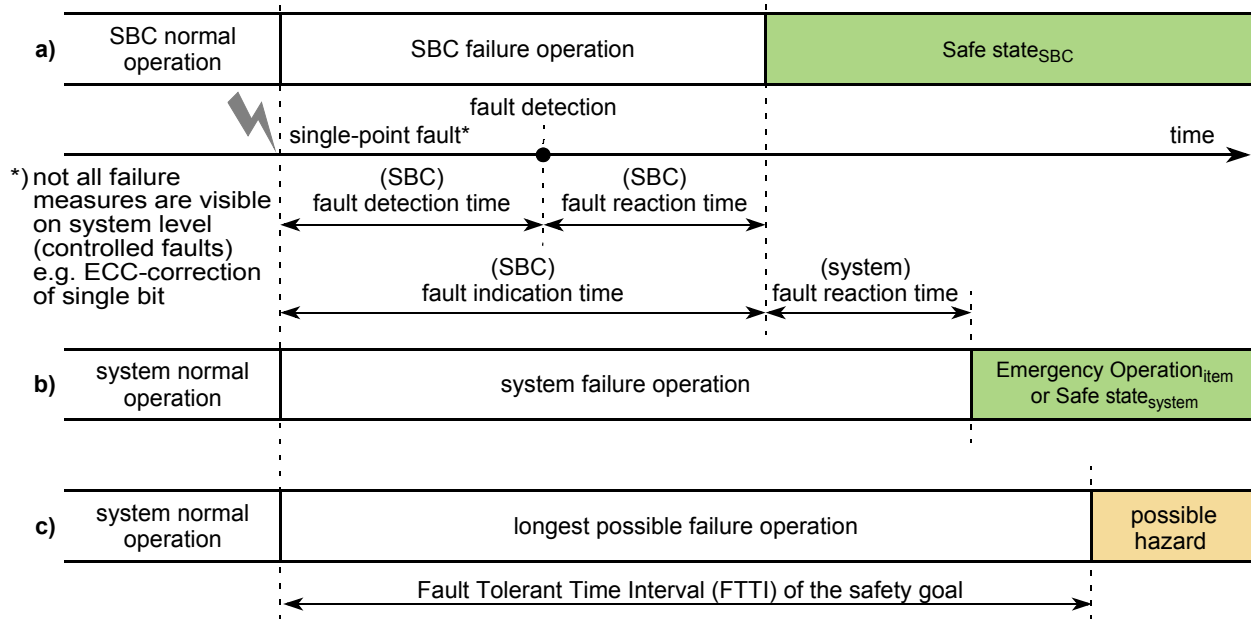 a)
SBC normal
operation
SBC failure operation
Safe stateSBC
fault detection
single-point fault*
time
*) not all failure
measures are visible
on system level
(controlled faults)
e.g. ECC-correction
of single bit
(SBC)
fault detection time
(SBC)
fault reaction time
(SBC)
fault indication time
(system)
fault reaction time
b)
system normal
operation
system failure operation
Emergency Operationitem
or Safe statesystem
c)
system normal
operation
longest possible failure operation
possible
hazard
Fault Tolerant Time Interval (FTTI) of the safety goal